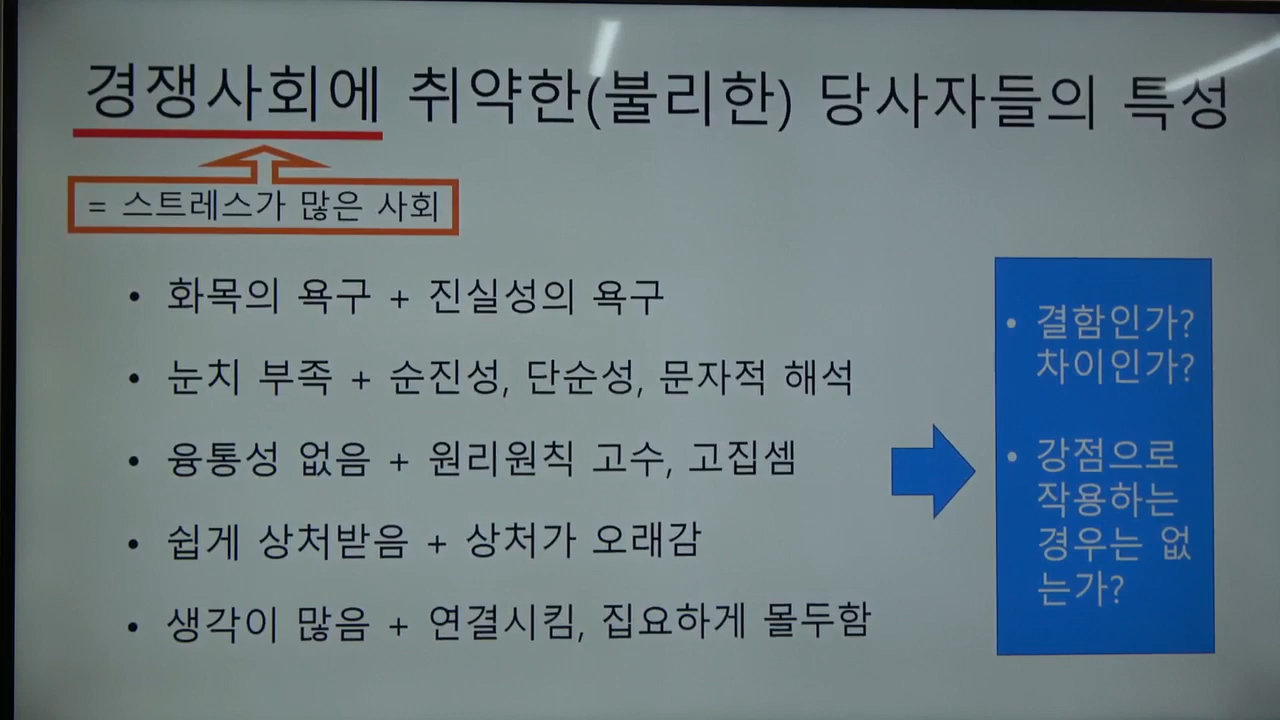 경쟁사회에 취약한(불리한) 당사자들의 특성
= 스트레스가 많은 사회
• 화목의 욕구 + 진실성의 욕구
• 눈치 부족 + 순진성, 단순성, 문자적 해석
• 융통성 없음 + 원리원칙 고수, 고집셈
• 쉽게 상처받음 + 상처가 오래감
• 생각이 많음 + 연결시킴, 집요하게 몰두함
• 결함인가?
차이인가?
• 강점으로
작용하는
경우는 없
는가?